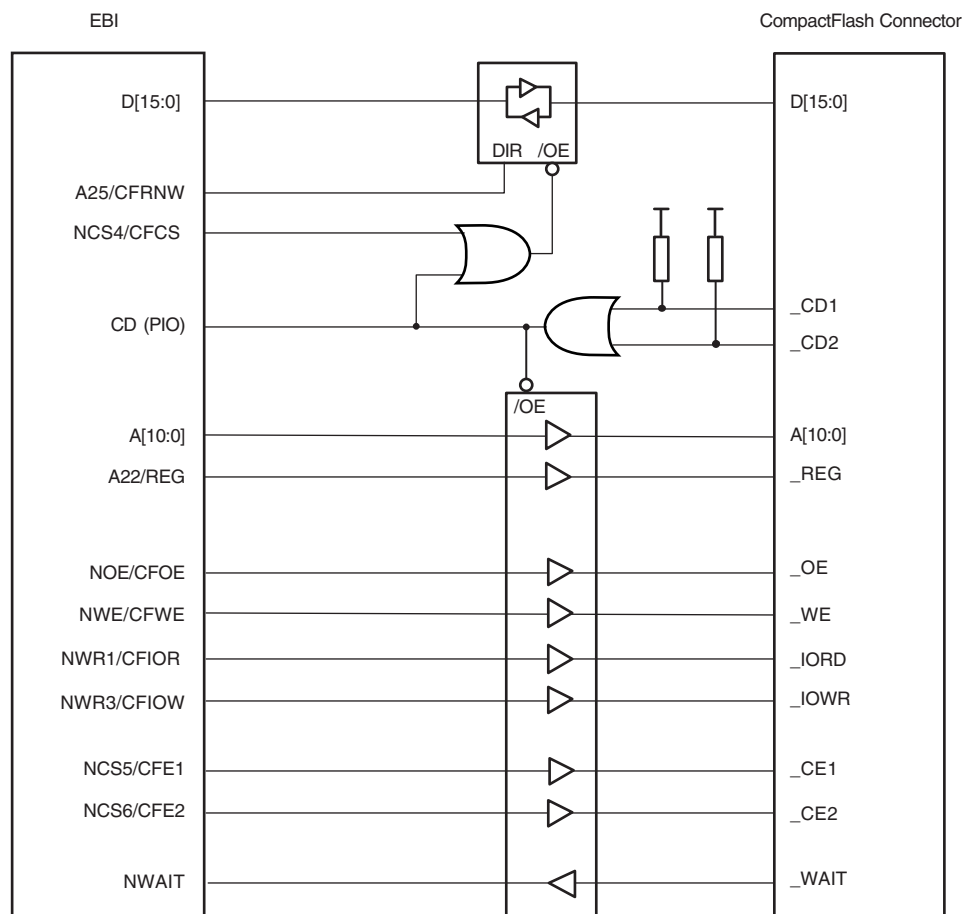 EBI CompactFlash Connector
D[15:0] D[15:0]
DIR /OE
A25/CFRNW
NCS4/CFCS
_CD1
CD (PIO)
_CD2
/OE
A[10:0] A[10:0]
A22/REG _REG
NOE/CFOE _OE
NWE/CFWE _WE
NWR1/CFIOR _IORD
NWR3/CFIOW _IOWR
NCS5/CFE1 _CE1
NCS6/CFE2 _CE2
NWAIT _WAIT